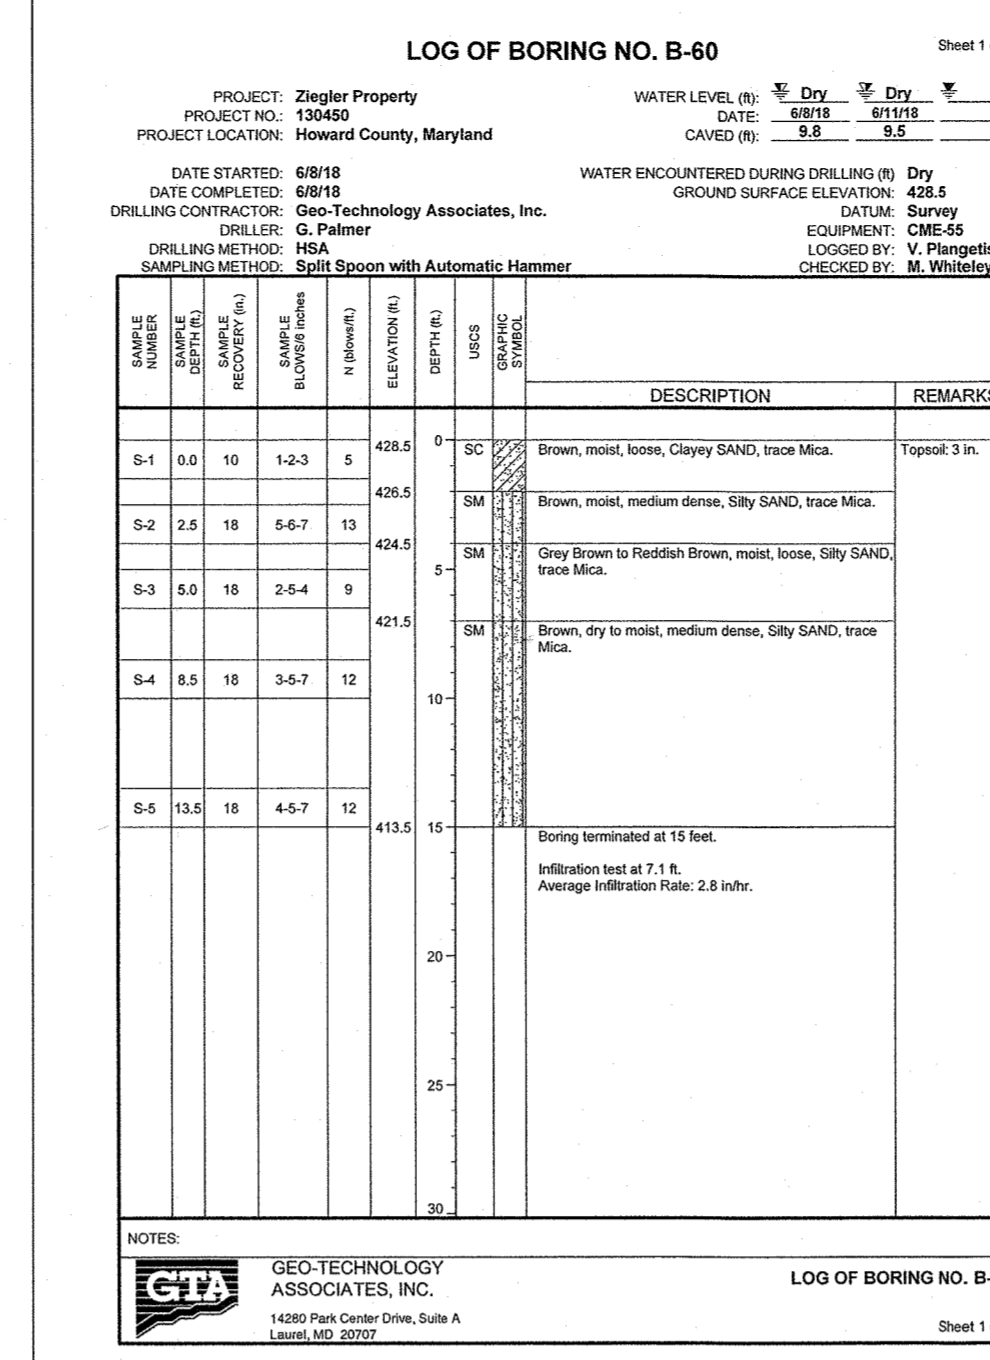 LOG OF BORING NO. B-60
Sheet 1
PROJECT: Ziegler Property
PROJECT NO.: 130450
PROJECT LOCATION: Howard County, Maryland
WATER LEVEL (ft): Dry Dry
DATE: 6/8/18 6/11/18
CAVED (ft): 9.8 9.5
DATE STARTED: 6/8/18
DATE COMPLETED: 6/8/18
DRILLING CONTRACTOR: Geo-Technology Associates, Inc.
DRILLER: G. Palmer
DRILLING METHOD: HSA
SAMPLING METHOD: Split Spoon with Automatic Hammer
WATER ENCOUNTERED DURING DRILLING (ft) Dry
GROUND SURFACE ELEVATION: 428.5
DATUM: Survey
EQUIPMENT: CME-55
LOGGED BY: V. Plangetis
CHECKED BY: M. Whiteley
SAMPLE NUMBER
SAMPLE DEPTH (ft.)
SAMPLE RECOVERY (in.)
SAMPLE BLOWS/6 inches
N (blows/ft.)
ELEVATION (ft.)
DEPTH (ft.)
USCS
GRAPHIC SYMBOL
DESCRIPTION
REMARKS
428.5 0 SC Brown, moist, loose, Clayey SAND, trace Mica. Topsoil: 3 in.
S-1 0.0 10 1-2-3 5
426.5 SM Brown, moist, medium dense, Silty SAND, trace Mica.
S-2 2.5 18 5-6-7 13
424.5 SM Grey Brown to Reddish Brown, moist, loose, Silty SAND,
5 trace Mica.
S-3 5.0 18 2-5-4 9
421.5 SM Brown, dry to moist, medium dense, Silty SAND, trace
Mica.
S-4 8.5 18 3-5-7 12
10
S-5 13.5 18 4-5-7 12
413.5 15
Boring terminated at 15 feet.
Infiltration test at 7.1 ft.
Average Infiltration Rate: 2.8 in/hr.
20
25
30
NOTES:
GTA
GEO-TECHNOLOGY
ASSOCIATES, INC.
14280 Park Center Drive, Suite A
Laurel, MD 20707
LOG OF BORING NO. B-
Sheet 1